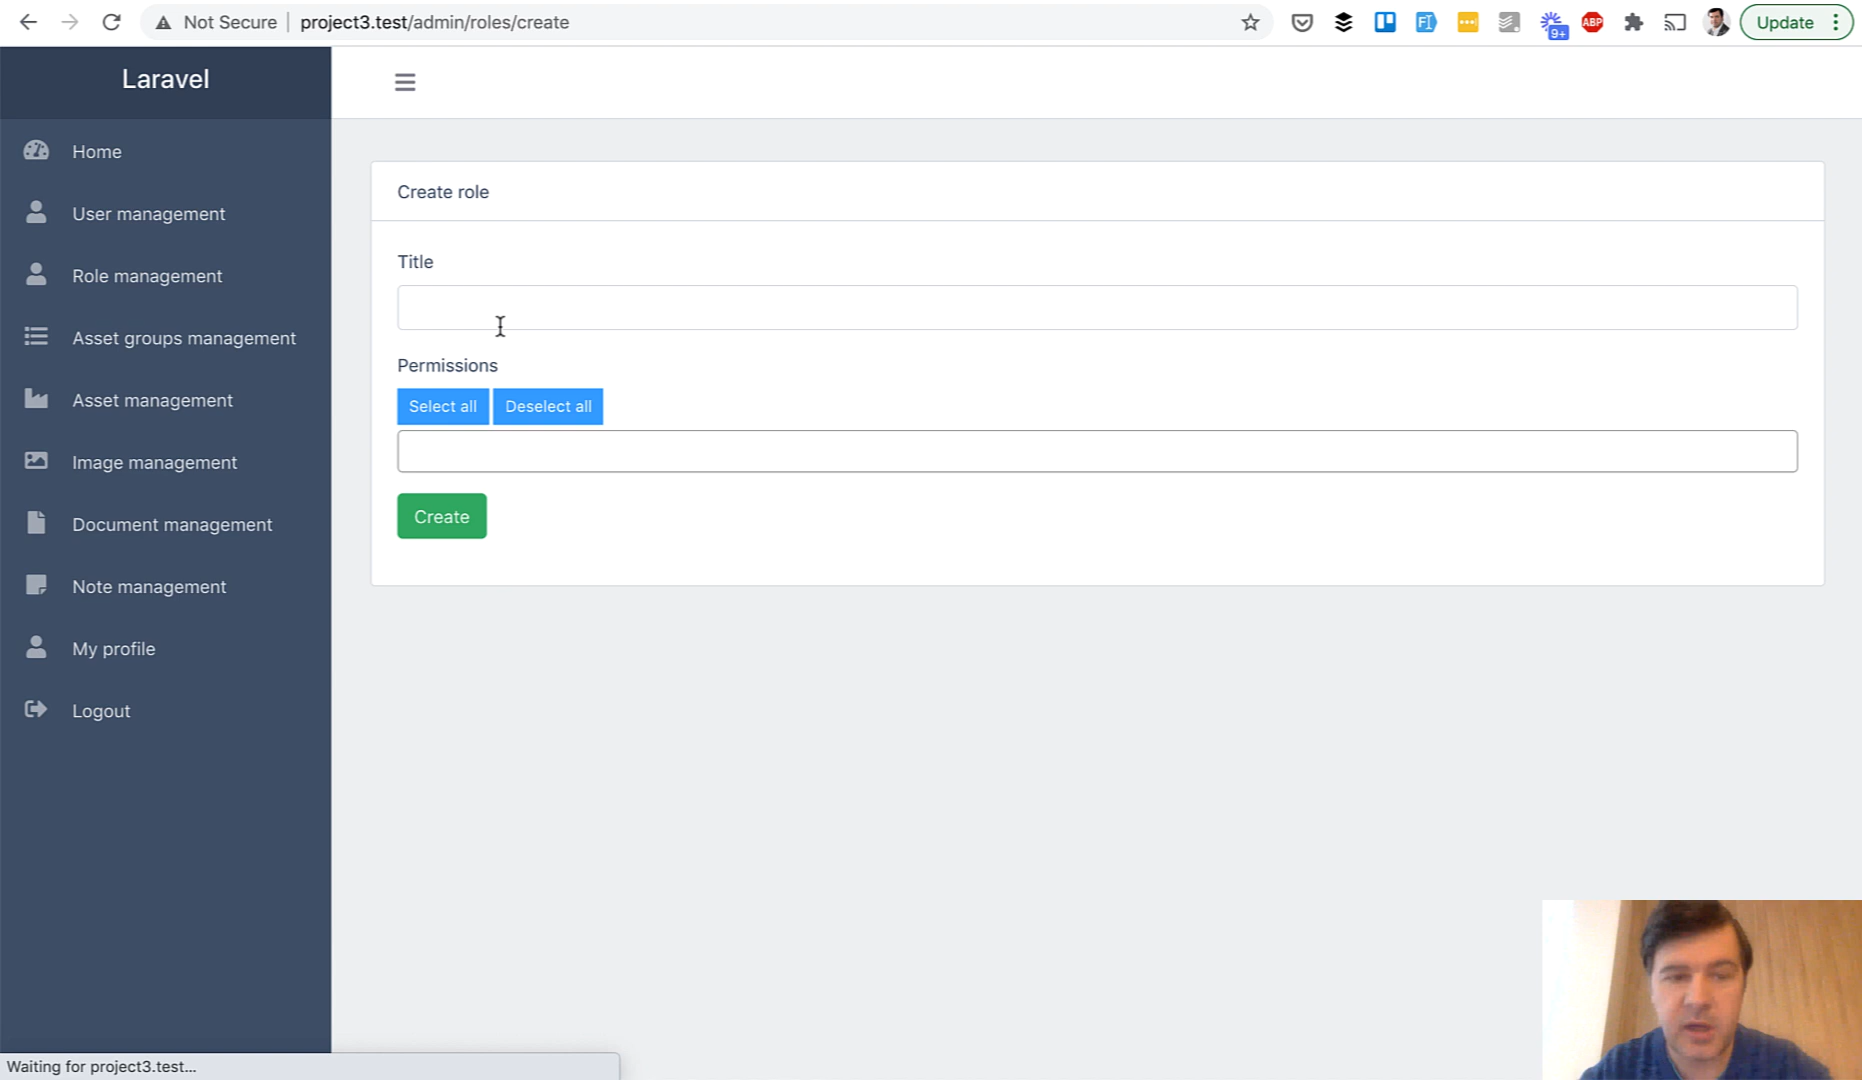 Not Secure | project3.test/admin/roles/create
ABP
9+
Update
Laravel
Home
User management
Role management
Asset groups management
Asset management
Image management
Document management
Note management
My profile
Logout
Create role
Title
Permissions
Select all Deselect all
Create
Waiting for project3.test...